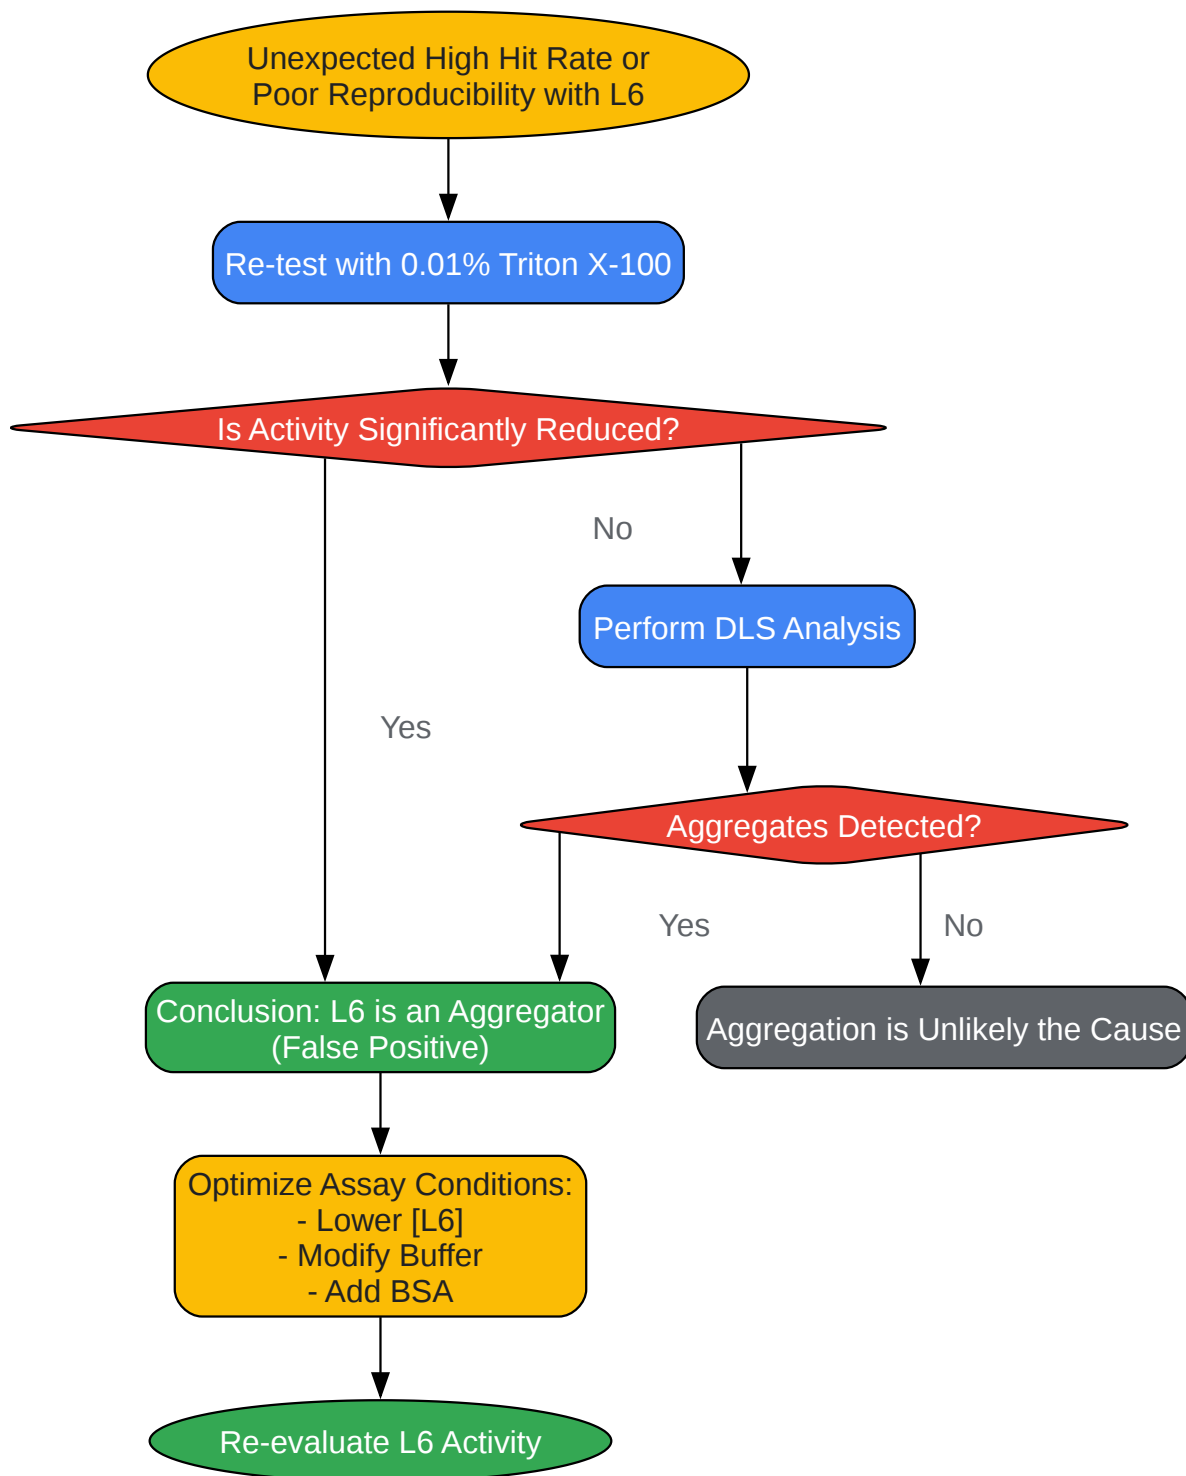 Unexpected High Hit Rate or
Poor Reproducibility with L6
Re-test with 0.01% Triton X-100
Is Activity Significantly Reduced?
No
Perform DLS Analysis
Yes
Aggregates Detected?
Yes
No
Conclusion: L6 is an Aggregator
(False Positive)
Aggregation is Unlikely the Cause
Optimize Assay Conditions:
- Lower [L6]
- Modify Buffer
- Add BSA
Re-evaluate L6 Activity